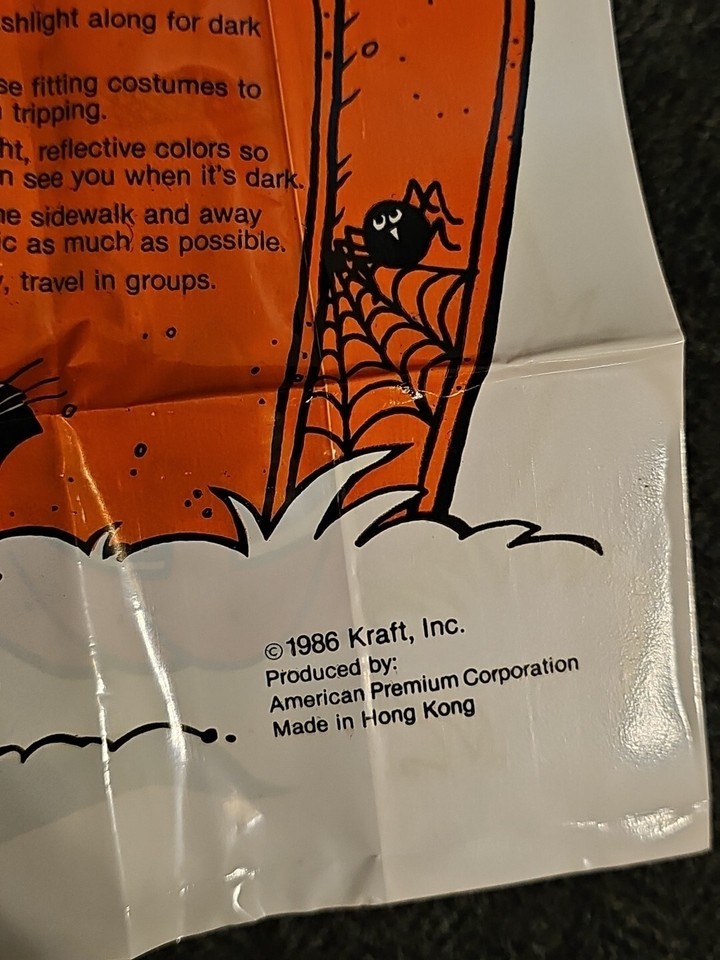 shlight along for dark
se fitting costumes to
tripping.
ht, reflective colors so
n see you when it's dark.
ne sidewalk and away
ic as much as possible.
y, travel in groups.
©1986 Kraft, Inc.
Produced by:
American Premium Corporation
Made in Hong Kong